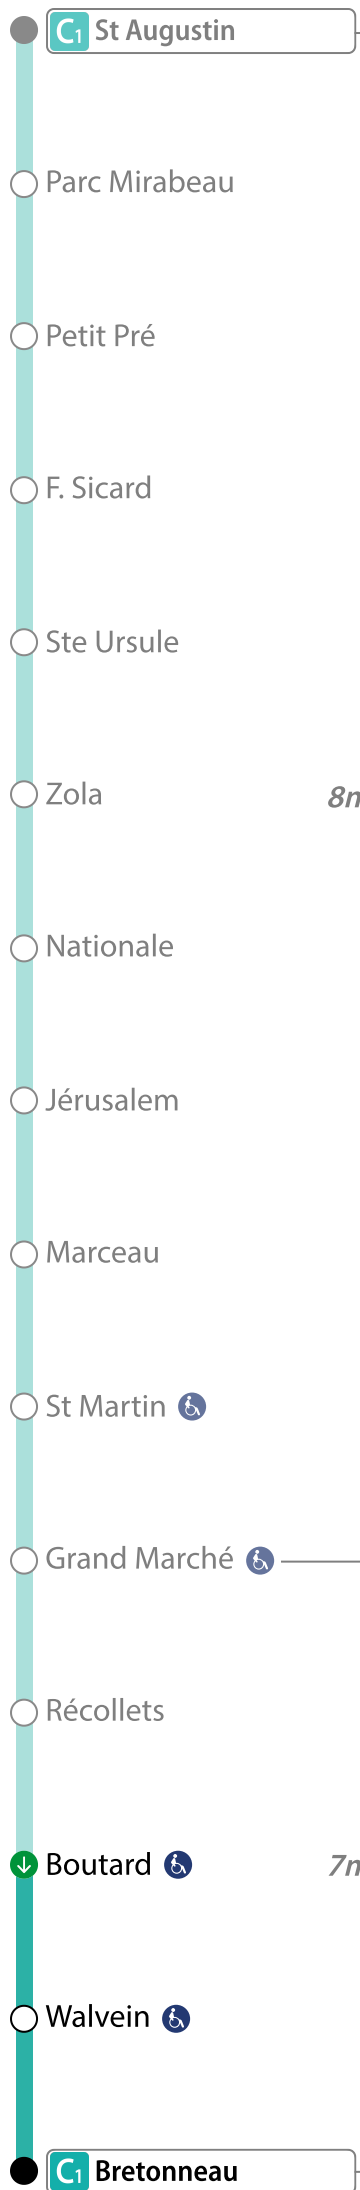 C1 St Augustin
Parc Mirabeau
Petit Pré
F. Sicard
Ste Ursule
Zola
Nationale
Jérusalem
Marceau
St Martin
Grand Marché
Récollets
Boutard
Walvein
C1 Bretonneau